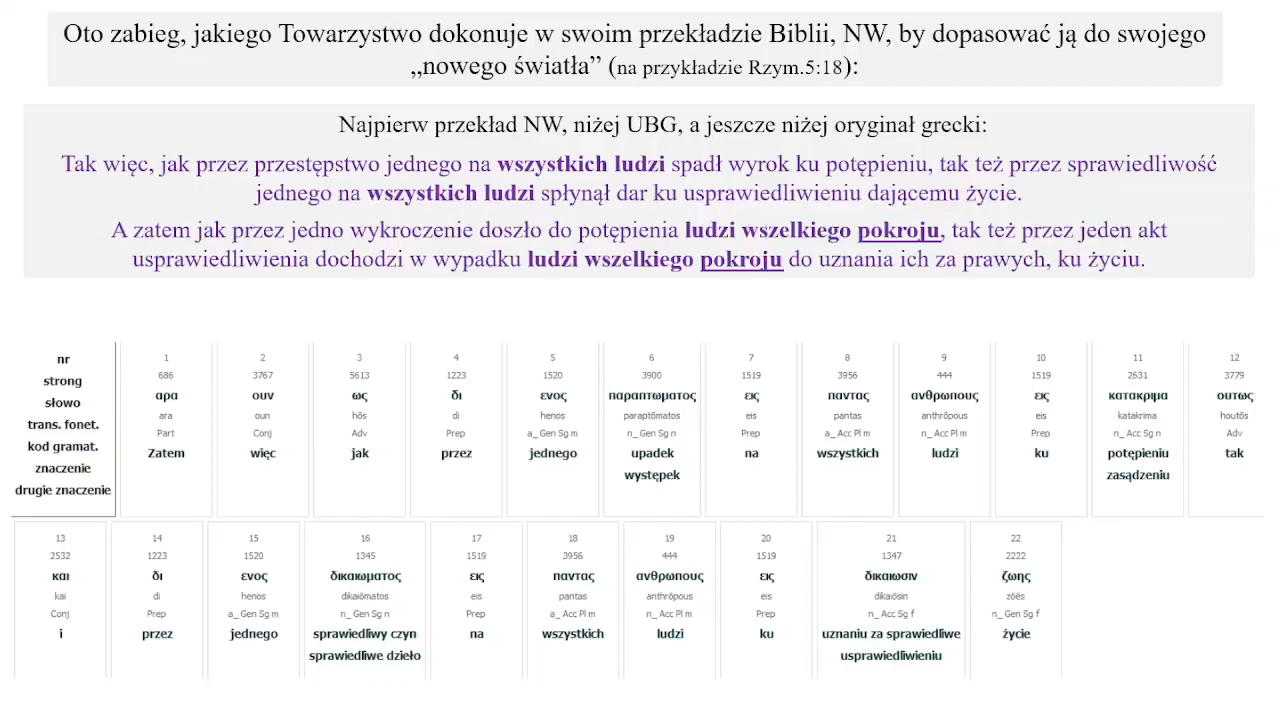 Oto zabieg, jakiego Towarzystwo dokonuje w swoim przekładzie Biblii, NW, by dopasować ją do swojego
„nowego światła” (na przykładzie Rzym.5:18):
Najpierw przekład NW, niżej UBG, a jeszcze niżej oryginał grecki:
Tak więc, jak przez przestępstwo jednego na wszystkich ludzi spadł wyrok ku potępieniu, tak też przez sprawiedliwość
jednego na wszystkich ludzi spłynął dar ku usprawiedliwieniu dającemu życie.
A zatem jak przez jedno wykroczenie doszło do potępienia ludzi wszelkiego pokroju, tak też przez jeden akt
usprawiedliwienia dochodzi w wypadku ludzi wszelkiego pokroju do uznania ich za prawych, ku życiu.
nr 1 2 3 4 5 6 7 8 9 10 11 12
strong 686 3767 5613 1223 1520 3900 1519 3956 444 1519 2631 3779
słowo αρα ουν ως δι ενος παραπτωματος εις παντας ανθρωπους εις κατακριμα ουτως
trans. fonet. ara oun hōs di henos paraptōmatos eis pantas anthrōpous eis katakrima houtōs
kod gramat. Part Conj Adv Prep a_ Gen Sg m n_ Gen Sg n Prep a_ Acc Pl m n_ Acc Pl m Prep n_ Acc Sg n Adv
znaczenie Zatem więc jak przez jednego upadek na wszystkich ludzi ku potępieniu tak
drugie znaczenie występek zasądzeniu
13 14 15 16 17 18 19 20 21 22
2532 1223 1520 1345 1519 3956 444 1519 1347 2222
και δι ενος δικαιωματος εις παντας ανθρωπους εις δικαιωσιν ζωης
kai di henos dikaiōmatos eis pantas anthrōpous eis dikaiōsin zōēs
Conj Prep a_ Gen Sg m n_ Gen Sg n Prep a_ Acc Pl m n_ Acc Pl m Prep n_ Acc Sg f n_ Gen Sg f
i przez jednego sprawiedliwy czyn na wszystkich ludzi ku uznaniu za sprawiedliwe życie
sprawiedliwe dzieło usprawiedliwieniu